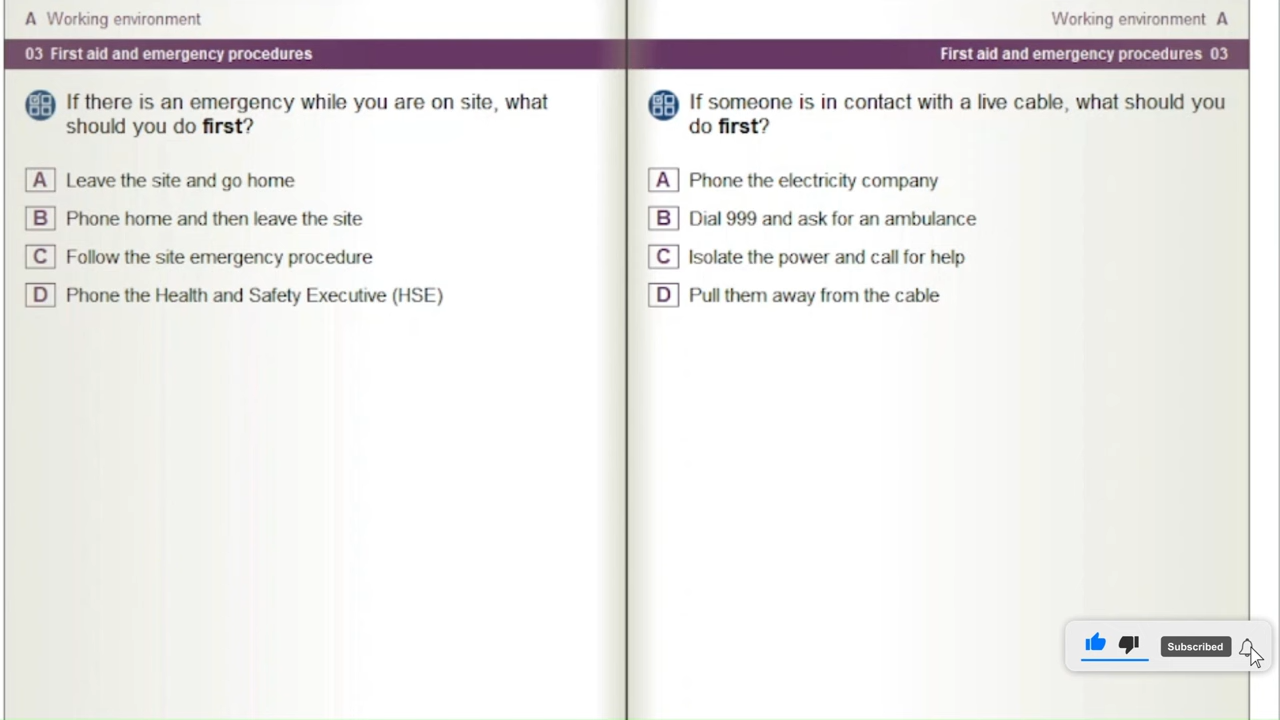 A Working environment
03 First aid and emergency procedures
If there is an emergency while you are on site, what
should you do first?
A Leave the site and go home
B Phone home and then leave the site
C Follow the site emergency procedure
D Phone the Health and Safety Executive (HSE)
Working environment A
First aid and emergency procedures 03
If someone is in contact with a live cable, what should you
do first?
A Phone the electricity company
B Dial 999 and ask for an ambulance
C Isolate the power and call for help
D Pull them away from the cable
Subscribed